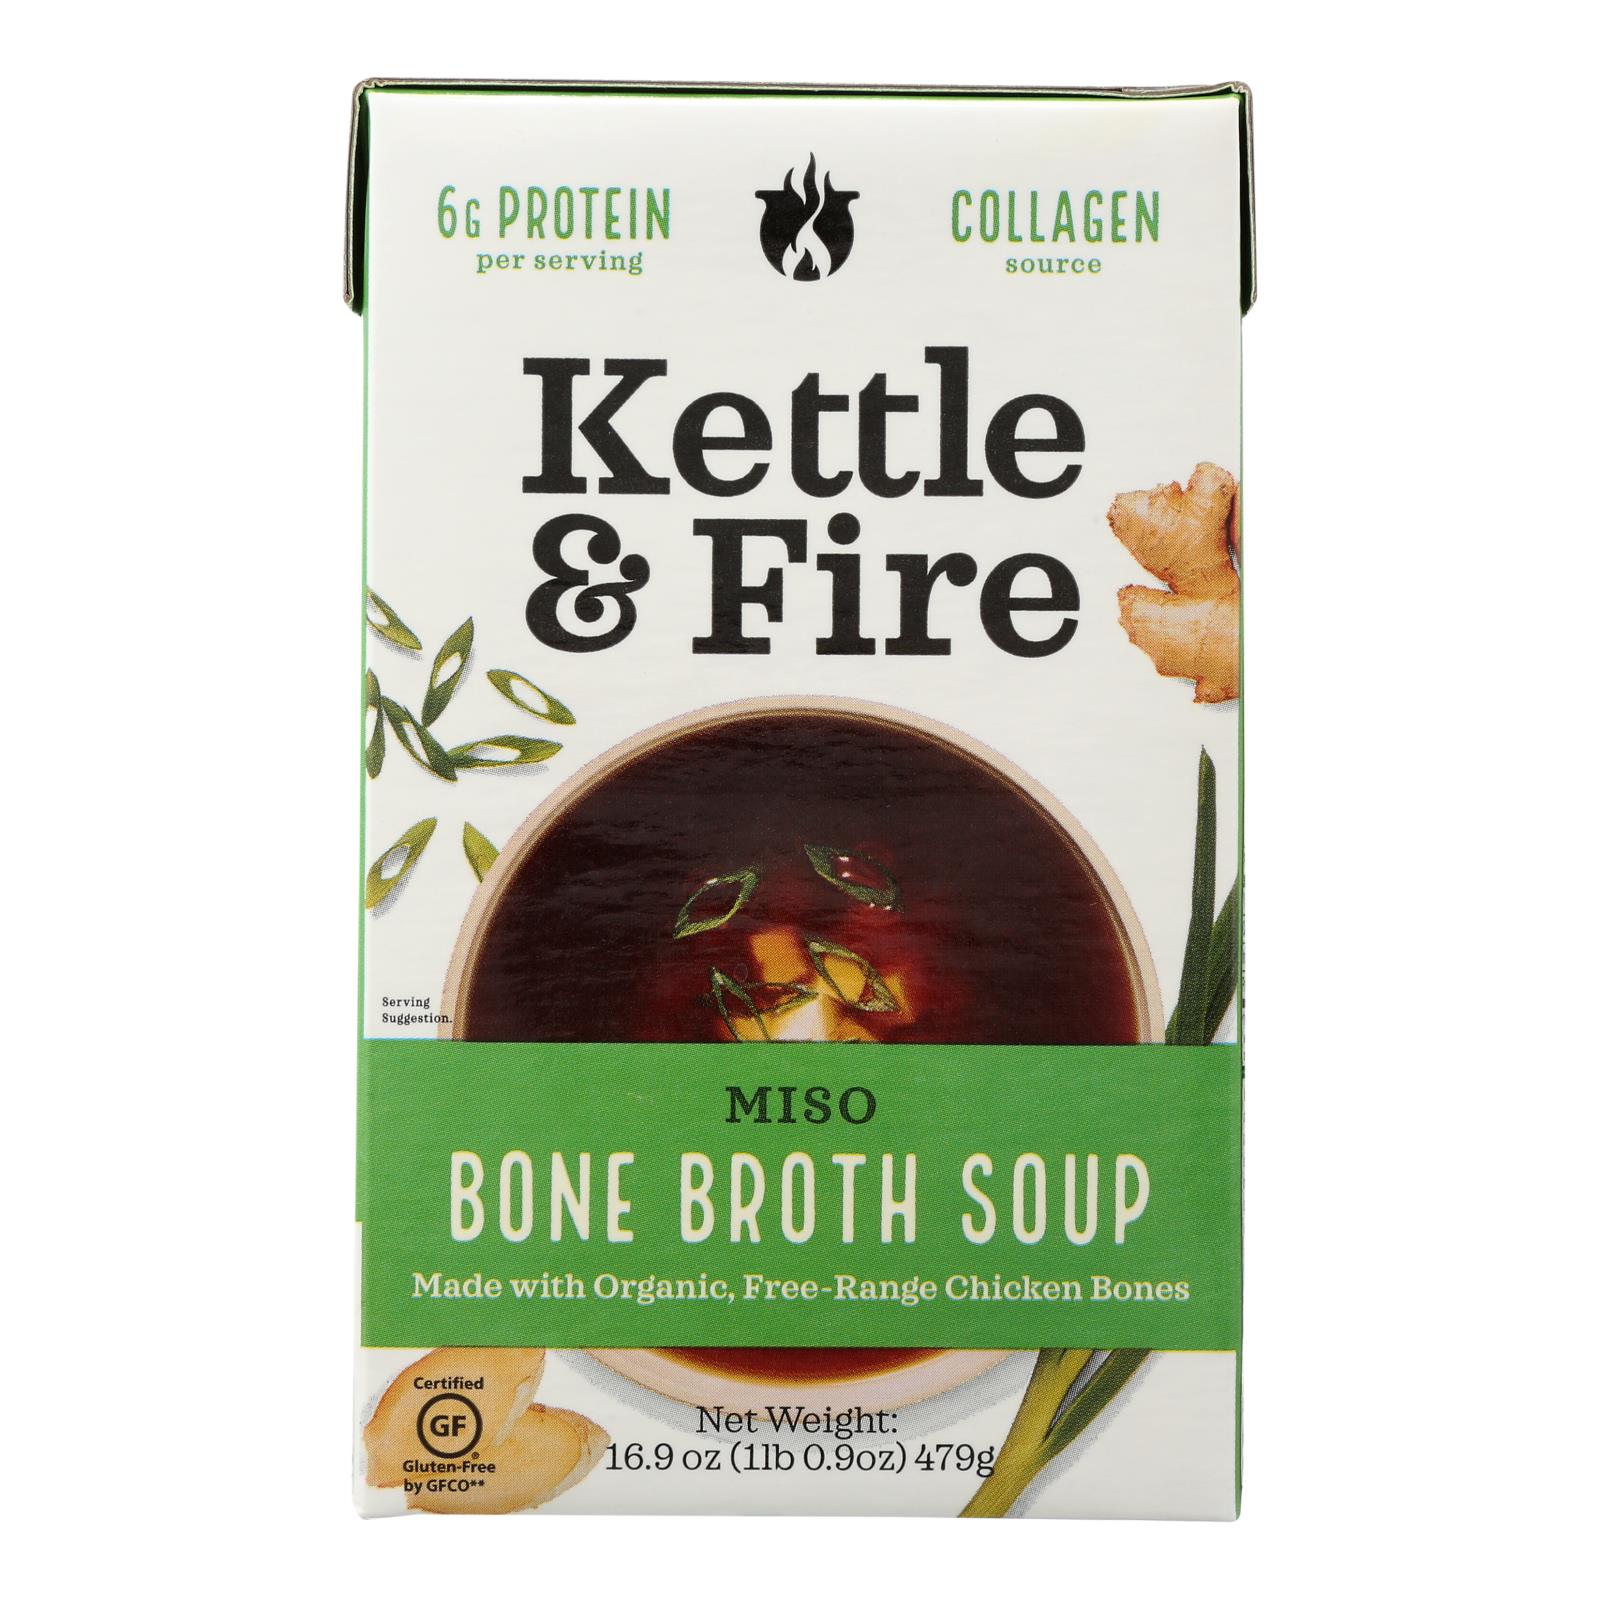 6G PROTEIN
per serving
COLLAGEN
source
Kettle
& Fire
Serving
Suggestion.
MISO
BONE BROTH SOUP
Made with Organic, Free-Range Chicken Bones
Certified
GF®
Gluten-Free
by GFCO**
Net Weight:
16.9 oz (1lb 0.9oz) 479g